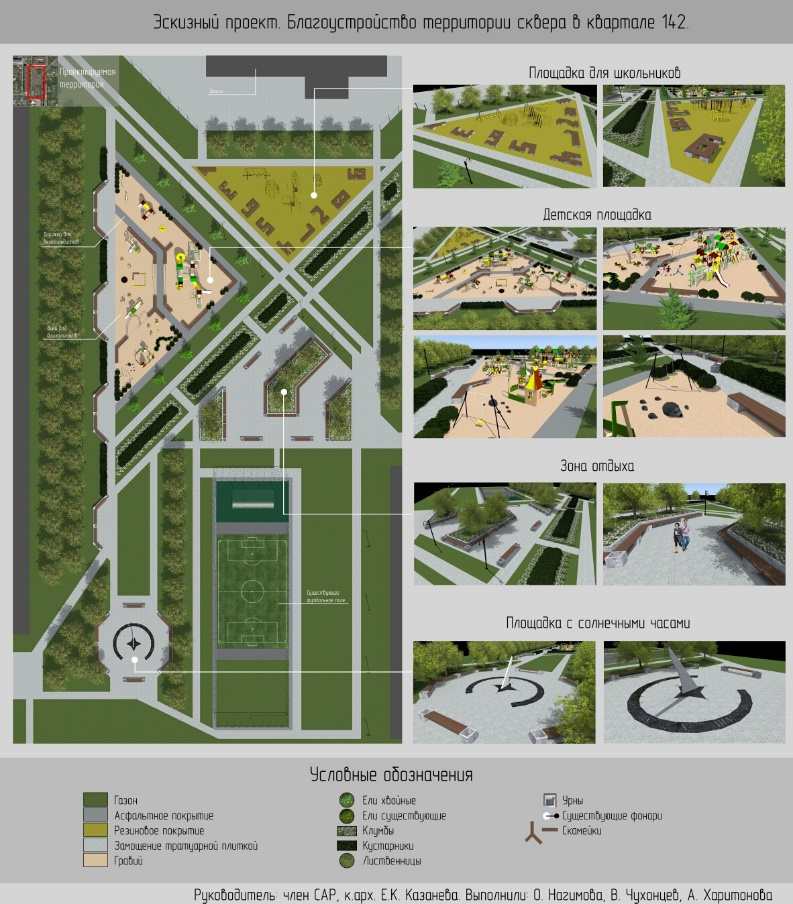 Эскизный проект. Благоустройство территории сквера в квартале 142.
Проектируемая
территория
Площадка для школьников
Детская площадка
Зона отдыха
Существующее
футбольное поле
Площадка с солнечными часами
Условные обозначения
Газон
Асфальтное покрытие
Резиновое покрытие
Замощение тратуарной плиткой
Гравий
Ели хвойные
Ели существующие
Клумбы
Кустарники
Лиственницы
Урны
Существующие фонари
Скамейки
Руководитель: член САР, к.арх. Е.К. Казанева. Выполнили: О. Нагимова, В. Чухонцев, А. Харитонова